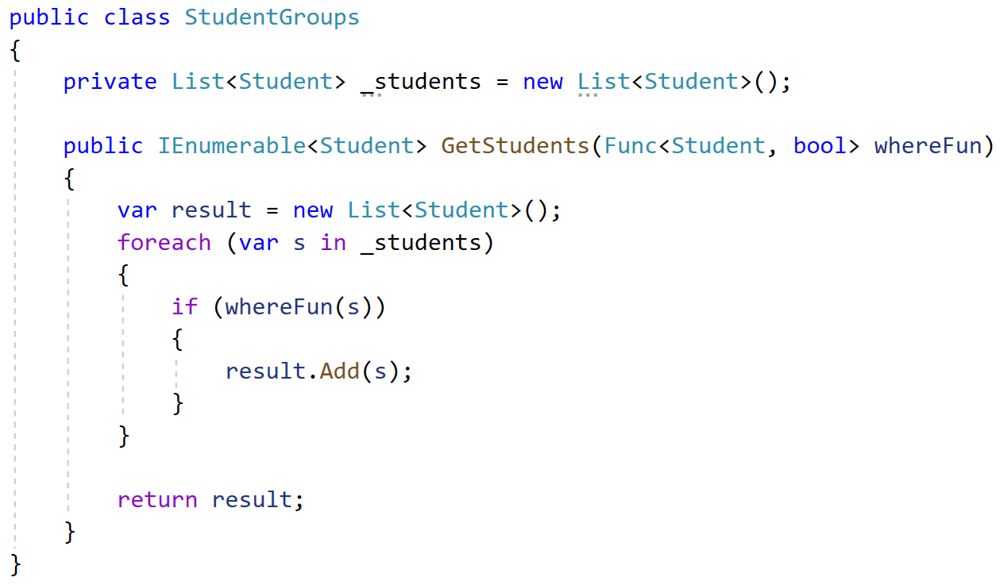 public class StudentGroups
{
    private List<Student> _students = new List<Student>();

    public IEnumerable<Student> GetStudents(Func<Student, bool> whereFun)
    {
        var result = new List<Student>();
        foreach (var s in _students)
        {
            if (whereFun(s))
            {
                result.Add(s);
            }
        }

        return result;
    }
}